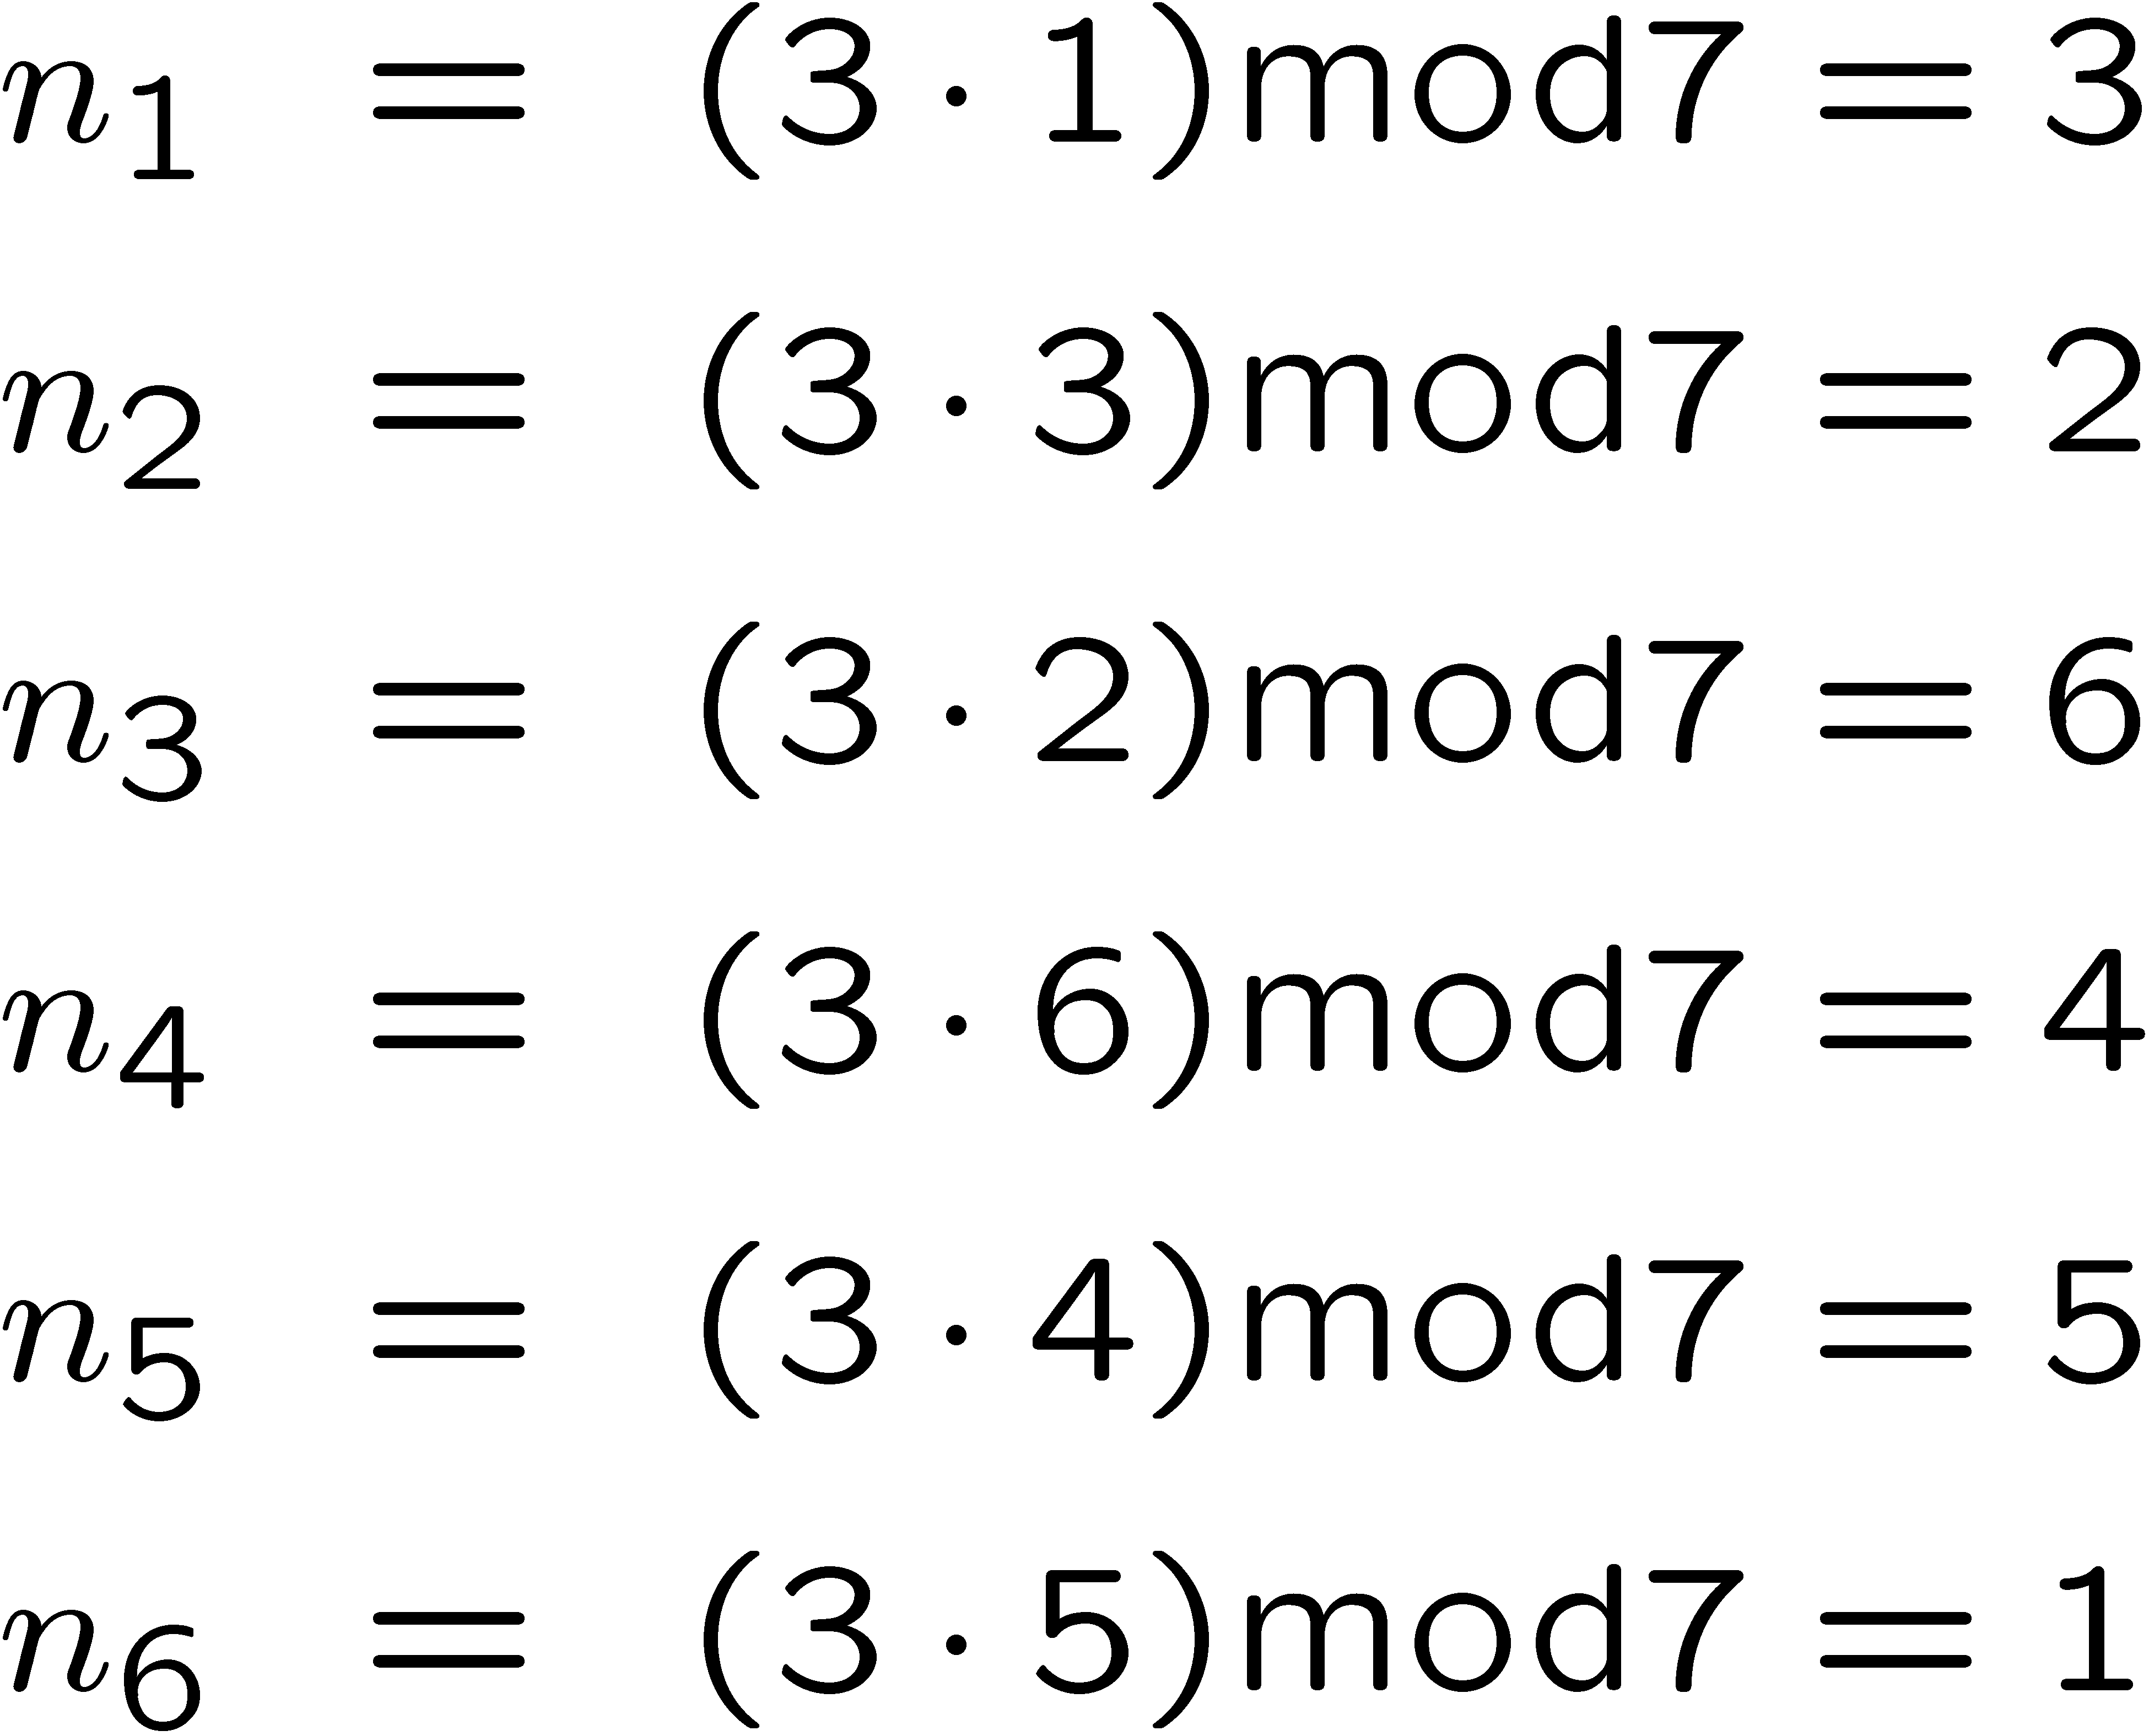 n₁ = (3 · 1)mod7 = 3
n₂ = (3 · 3)mod7 = 2
n₃ = (3 · 2)mod7 = 6
n₄ = (3 · 6)mod7 = 4
n₅ = (3 · 4)mod7 = 5
n₆ = (3 · 5)mod7 = 1